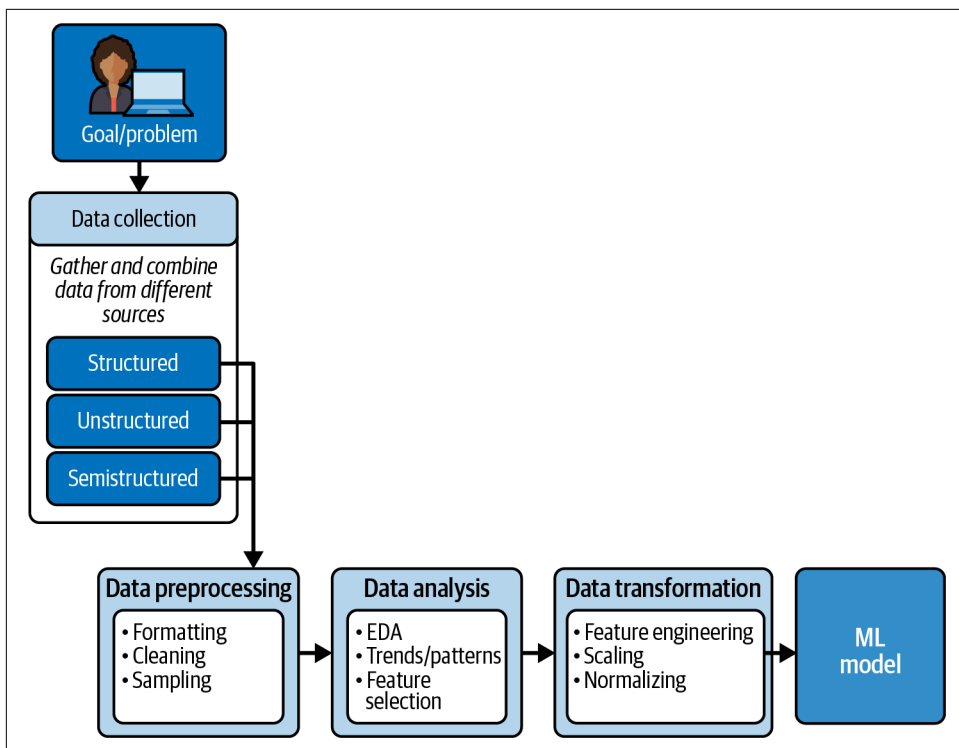 Goal/problem
Data collection
Gather and combine
data from different
sources
Structured
Unstructured
Semistructured
Data preprocessing
• Formatting
• Cleaning
• Sampling
Data analysis
• EDA
• Trends/patterns
• Feature
selection
Data transformation
• Feature engineering
• Scaling
• Normalizing
ML
model